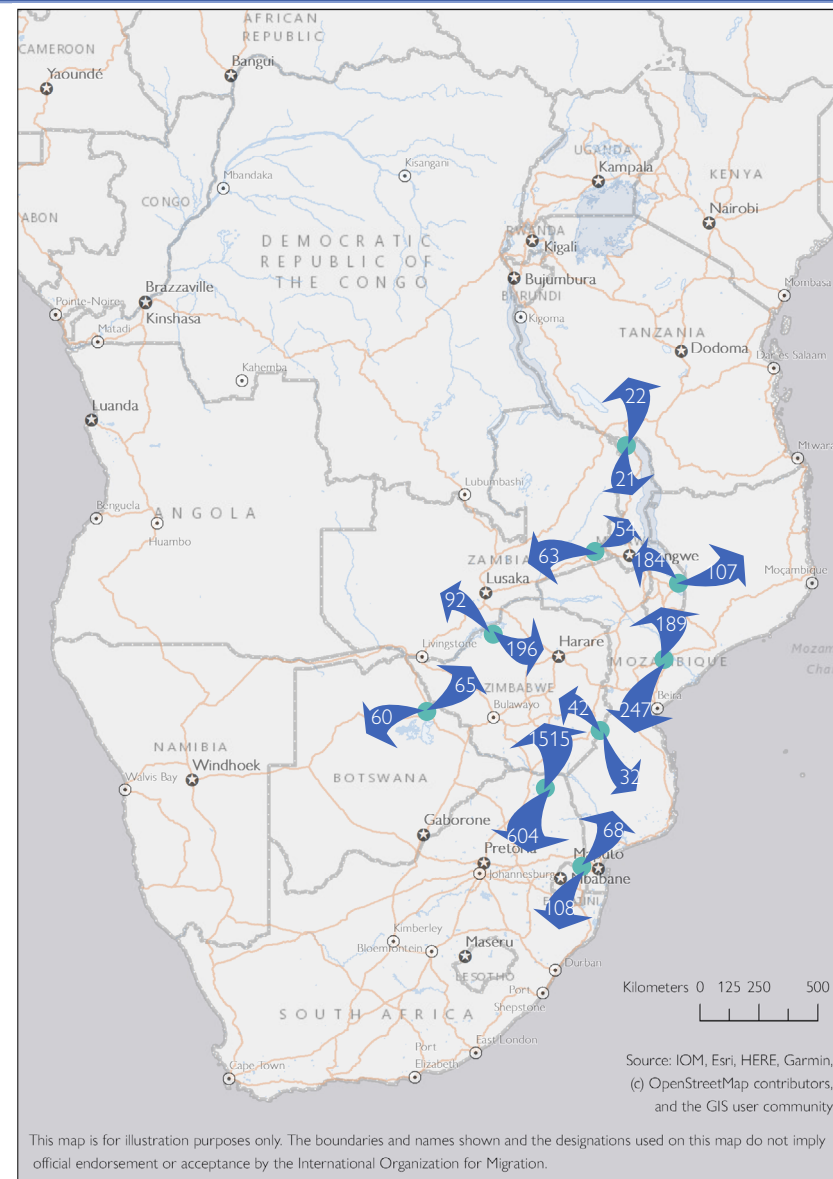 AFRICAN
REPUBLIC
CAMEROON
Bangui
Yaoundé
UGANDA
Kampala
Kisangani
Mbandaka
KENYA
CONGO
ABON
Nairobi
RWANDA
Kigali
DEMOCRATIC
REPUBLIC OF
THE CONGO
Bujumbura
BURUNDI
Brazzaville
Mombasa
Pointe-Noire
Kinshasa
Kigoma
Matadi
TANZANIA
Dodoma
Dar es Salaam
Kahemba
22
Luanda
Mtwara
21
Lubumbashi
Benguela
ANGOLA
Huambo
54
63
ZAMBIA
ngwe
184
107
Moçambique
Lusaka
92
189
196
Harare
Livingstone
MOZAMBIQUE
Mozam
Cha
65
ZIMBABWE
Beira
60
Bulawayo
42
247
1515
NAMIBIA
Windhoek
BOTSWANA
32
Walvis Bay
604
68
Gaborone
Pretoria
Maputo
Johannesburg
Mbabane
108
Kimberley
Bloemfontein
Maseru
LESOTHO
Durban
Port
Shepstone
Kilometers 0 125 250 500
SOUTH AFRICA
East London
Port
Elizabeth
Cape Town
Source: IOM, Esri, HERE, Garmin,
(c) OpenStreetMap contributors,
and the GIS user community
This map is for illustration purposes only. The boundaries and names shown and the designations used on this map do not imply
official endorsement or acceptance by the International Organization for Migration.